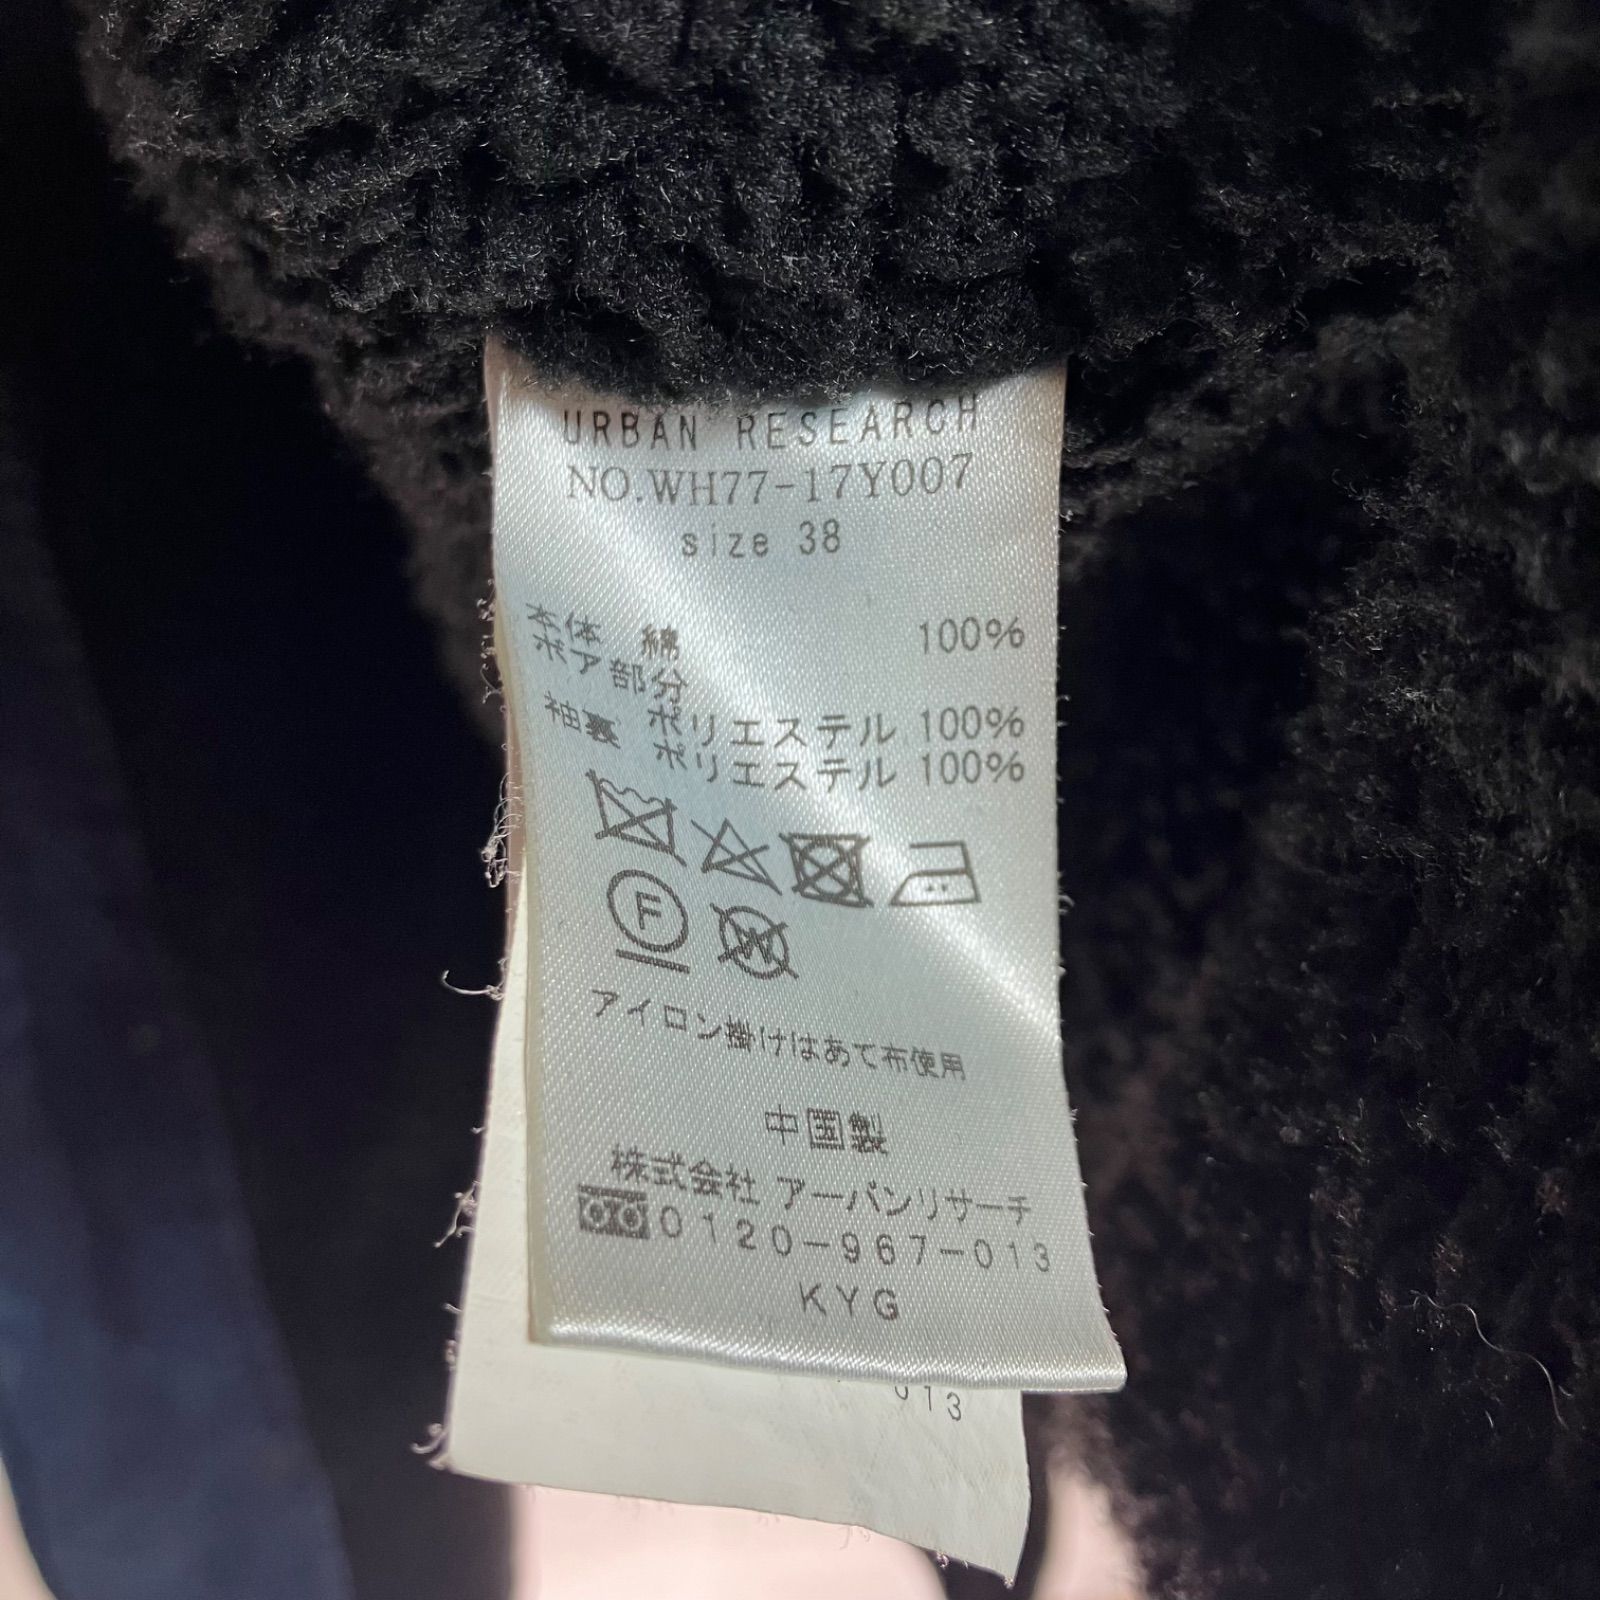 URBAN RESEARCH
NO.WH77-17Y007
size 38
本体 綿 100%
ボア部分
ポリエステル 100%
袖裏 ポリエステル 100%
F
W
アイロン掛けはあて布使用
中国製
株式会社 アーバンリサーチ
0120-967-013
KYG
013